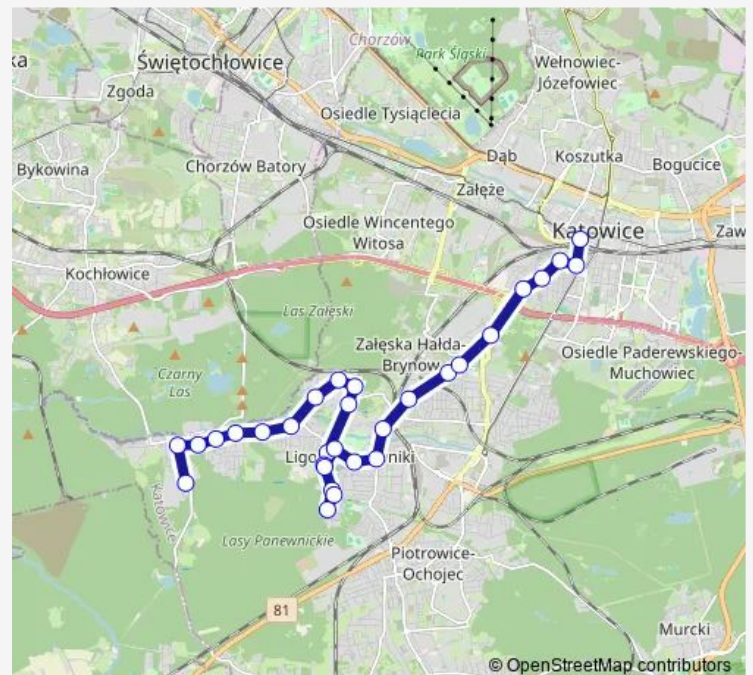 Chorzów
ka
Świętochłowice
Park Śląski
Wełnowiec-
Józefowiec
Zgoda
Osiedle Tysiąclecia
Dąb
Koszutka
Bogucice
Bykowina
Chorzów Batory
Załęże
Osiedle Wincentego
Witosa
Katowice
Zaw
Kochłowice
Las Załęski
Załęska Hałda-
Brynow
Osiedle Paderewskiego-
Muchowiec
Czarny
Las
Ligo
niki
Katowice
Lasy Panewnickie
Piotrowice-
Ochojec
81
Murcki
© OpenStreetMap contributors